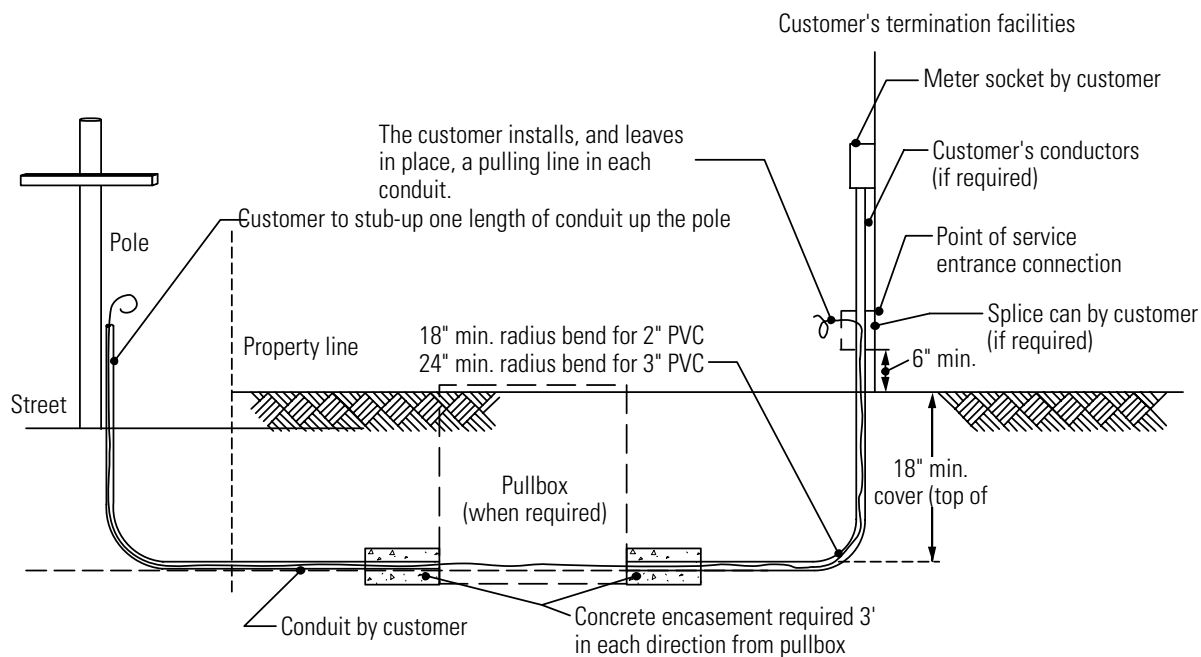 Customer's termination facilities
Meter socket by customer
The customer installs, and leaves
in place, a pulling line in each
conduit.
Customer's conductors
(if required)
Customer to stub-up one length of conduit up the pole
Pole
Point of service
entrance connection
Splice can by customer
(if required)
18" min. radius bend for 2" PVC
24" min. radius bend for 3" PVC
Property line
6" min.
Street
18" min.
cover (top of
Pullbox
(when required)
Conduit by customer
Concrete encasement required 3'
in each direction from pullbox